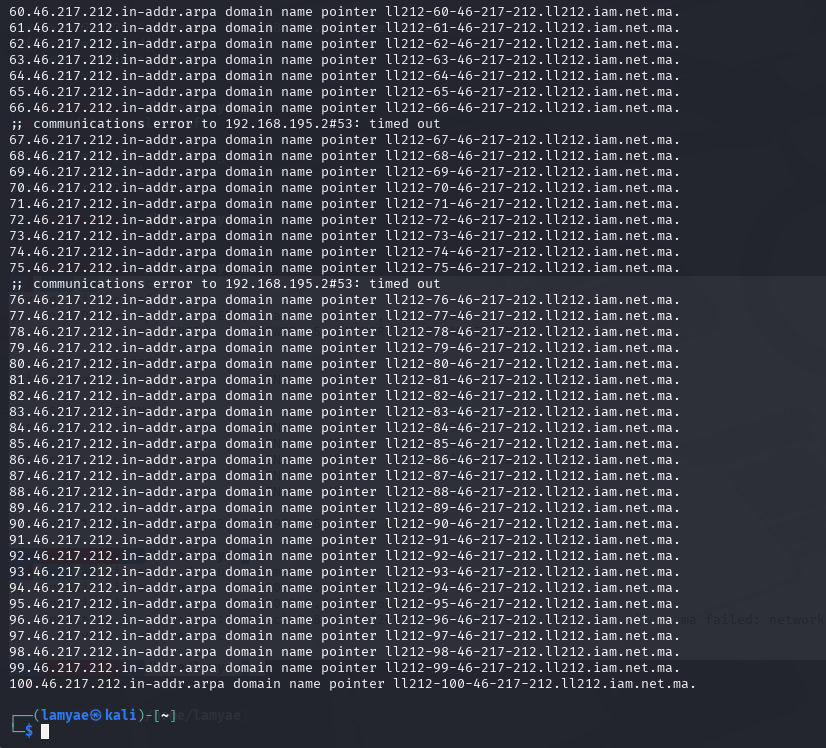 60.46.217.212.in-addr.arpa domain name pointer ll212-60-46-217-212.ll212.iam.net.ma.
61.46.217.212.in-addr.arpa domain name pointer ll212-61-46-217-212.ll212.iam.net.ma.
62.46.217.212.in-addr.arpa domain name pointer ll212-62-46-217-212.ll212.iam.net.ma.
63.46.217.212.in-addr.arpa domain name pointer ll212-63-46-217-212.ll212.iam.net.ma.
64.46.217.212.in-addr.arpa domain name pointer ll212-64-46-217-212.ll212.iam.net.ma.
65.46.217.212.in-addr.arpa domain name pointer ll212-65-46-217-212.ll212.iam.net.ma.
66.46.217.212.in-addr.arpa domain name pointer ll212-66-46-217-212.ll212.iam.net.ma.
;; communications error to 192.168.195.2#53: timed out
67.46.217.212.in-addr.arpa domain name pointer ll212-67-46-217-212.ll212.iam.net.ma.
68.46.217.212.in-addr.arpa domain name pointer ll212-68-46-217-212.ll212.iam.net.ma.
69.46.217.212.in-addr.arpa domain name pointer ll212-69-46-217-212.ll212.iam.net.ma.
70.46.217.212.in-addr.arpa domain name pointer ll212-70-46-217-212.ll212.iam.net.ma.
71.46.217.212.in-addr.arpa domain name pointer ll212-71-46-217-212.ll212.iam.net.ma.
72.46.217.212.in-addr.arpa domain name pointer ll212-72-46-217-212.ll212.iam.net.ma.
73.46.217.212.in-addr.arpa domain name pointer ll212-73-46-217-212.ll212.iam.net.ma.
74.46.217.212.in-addr.arpa domain name pointer ll212-74-46-217-212.ll212.iam.net.ma.
75.46.217.212.in-addr.arpa domain name pointer ll212-75-46-217-212.ll212.iam.net.ma.
;; communications error to 192.168.195.2#53: timed out
76.46.217.212.in-addr.arpa domain name pointer ll212-76-46-217-212.ll212.iam.net.ma.
77.46.217.212.in-addr.arpa domain name pointer ll212-77-46-217-212.ll212.iam.net.ma.
78.46.217.212.in-addr.arpa domain name pointer ll212-78-46-217-212.ll212.iam.net.ma.
79.46.217.212.in-addr.arpa domain name pointer ll212-79-46-217-212.ll212.iam.net.ma.
80.46.217.212.in-addr.arpa domain name pointer ll212-80-46-217-212.ll212.iam.net.ma.
81.46.217.212.in-addr.arpa domain name pointer ll212-81-46-217-212.ll212.iam.net.ma.
82.46.217.212.in-addr.arpa domain name pointer ll212-82-46-217-212.ll212.iam.net.ma.
83.46.217.212.in-addr.arpa domain name pointer ll212-83-46-217-212.ll212.iam.net.ma.
84.46.217.212.in-addr.arpa domain name pointer ll212-84-46-217-212.ll212.iam.net.ma.
85.46.217.212.in-addr.arpa domain name pointer ll212-85-46-217-212.ll212.iam.net.ma.
86.46.217.212.in-addr.arpa domain name pointer ll212-86-46-217-212.ll212.iam.net.ma.
87.46.217.212.in-addr.arpa domain name pointer ll212-87-46-217-212.ll212.iam.net.ma.
88.46.217.212.in-addr.arpa domain name pointer ll212-88-46-217-212.ll212.iam.net.ma.
89.46.217.212.in-addr.arpa domain name pointer ll212-89-46-217-212.ll212.iam.net.ma.
90.46.217.212.in-addr.arpa domain name pointer ll212-90-46-217-212.ll212.iam.net.ma.
91.46.217.212.in-addr.arpa domain name pointer ll212-91-46-217-212.ll212.iam.net.ma.
92.46.217.212.in-addr.arpa domain name pointer ll212-92-46-217-212.ll212.iam.net.ma.
93.46.217.212.in-addr.arpa domain name pointer ll212-93-46-217-212.ll212.iam.net.ma.
94.46.217.212.in-addr.arpa domain name pointer ll212-94-46-217-212.ll212.iam.net.ma.
95.46.217.212.in-addr.arpa domain name pointer ll212-95-46-217-212.ll212.iam.net.ma.
96.46.217.212.in-addr.arpa domain name pointer ll212-96-46-217-212.ll212.iam.net.ma. ma failed: network
97.46.217.212.in-addr.arpa domain name pointer ll212-97-46-217-212.ll212.iam.net.ma.
98.46.217.212.in-addr.arpa domain name pointer ll212-98-46-217-212.ll212.iam.net.ma.
99.46.217.212.in-addr.arpa domain name pointer ll212-99-46-217-212.ll212.iam.net.ma.
100.46.217.212.in-addr.arpa domain name pointer ll212-100-46-217-212.ll212.iam.net.ma.
┌──(lamyae㉿kali)-[~] /lamyae
└─$